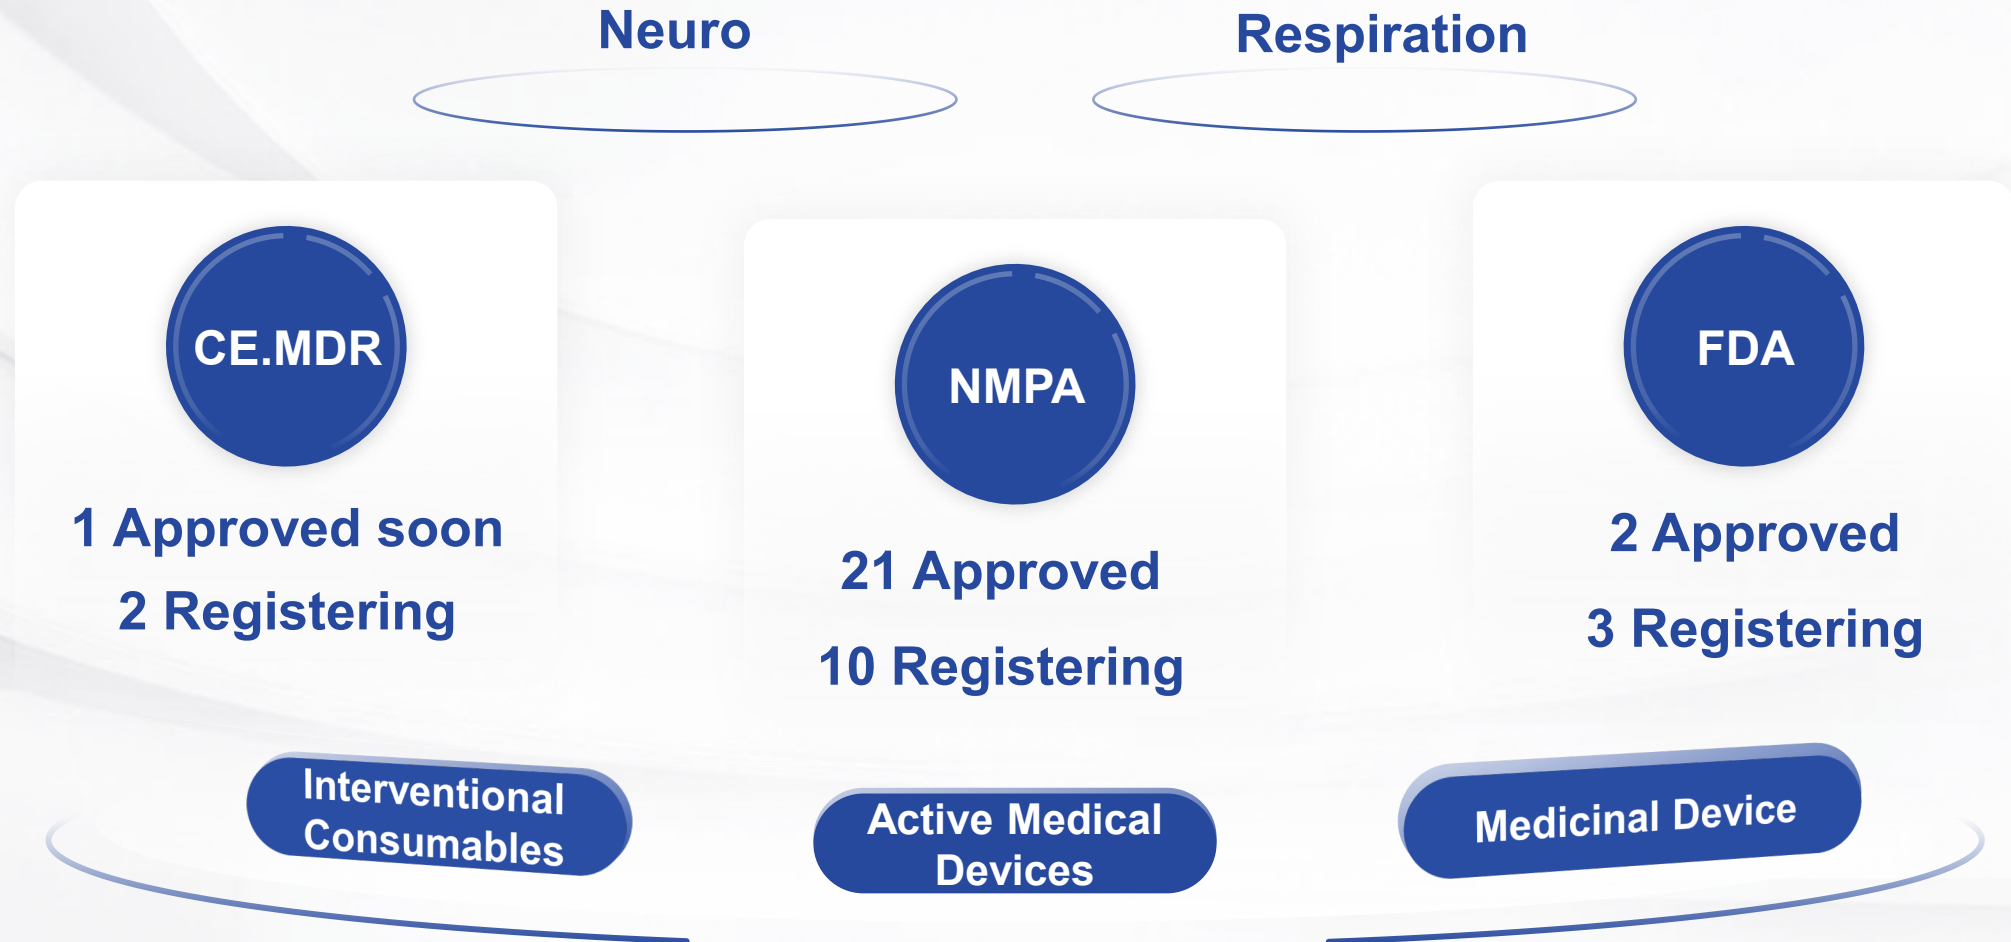 Neuro
Respiration
CE.MDR
1 Approved soon
2 Registering
NMPA
21 Approved
10 Registering
FDA
2 Approved
3 Registering
Interventional
Consumables
Active Medical
Devices
Medicinal Device